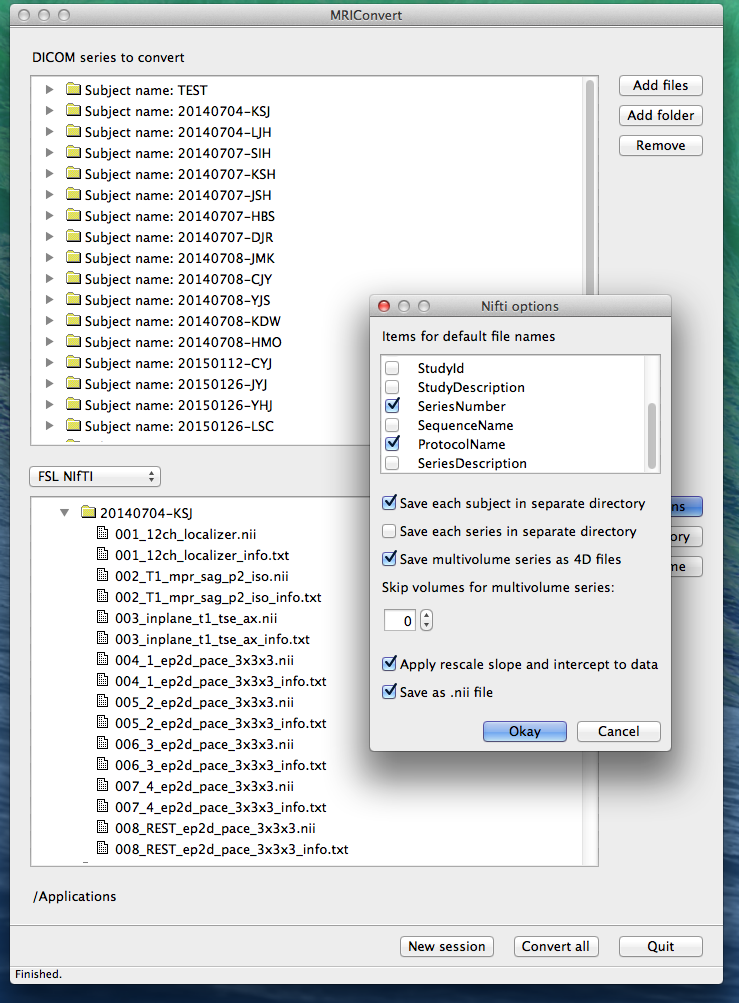 MRIConvert
DICOM series to convert
Subject name: TEST
Subject name: 20140704-KSJ
Subject name: 20140704-LJH
Subject name: 20140707-SIH
Subject name: 20140707-KSH
Subject name: 20140707-JSH
Subject name: 20140707-HBS
Subject name: 20140707-DJR
Subject name: 20140708-JMK
Subject name: 20140708-CJY
Subject name: 20140708-YJS
Subject name: 20140708-KDW
Subject name: 20140708-HMO
Subject name: 20150112-CYJ
Subject name: 20150126-JYJ
Subject name: 20150126-YHJ
Subject name: 20150126-LSC
Add files
Add folder
Remove
FSL NIfTI
20140704-KSJ
001_12ch_localizer.nii
001_12ch_localizer_info.txt
002_T1_mpr_sag_p2_iso.nii
002_T1_mpr_sag_p2_iso_info.txt
003_inplane_t1_tse_ax.nii
003_inplane_t1_tse_ax_info.txt
004_1_ep2d_pace_3x3x3.nii
004_1_ep2d_pace_3x3x3_info.txt
005_2_ep2d_pace_3x3x3.nii
005_2_ep2d_pace_3x3x3_info.txt
006_3_ep2d_pace_3x3x3.nii
006_3_ep2d_pace_3x3x3_info.txt
007_4_ep2d_pace_3x3x3.nii
007_4_ep2d_pace_3x3x3_info.txt
008_REST_ep2d_pace_3x3x3.nii
008_REST_ep2d_pace_3x3x3_info.txt
ns
ory
me
Nifti options
Items for default file names
StudyId
StudyDescription
SeriesNumber
SequenceName
ProtocolName
SeriesDescription
Save each subject in separate directory
Save each series in separate directory
Save multivolume series as 4D files
Skip volumes for multivolume series:
0
Apply rescale slope and intercept to data
Save as .nii file
Okay Cancel
/Applications
New session Convert all Quit
Finished.